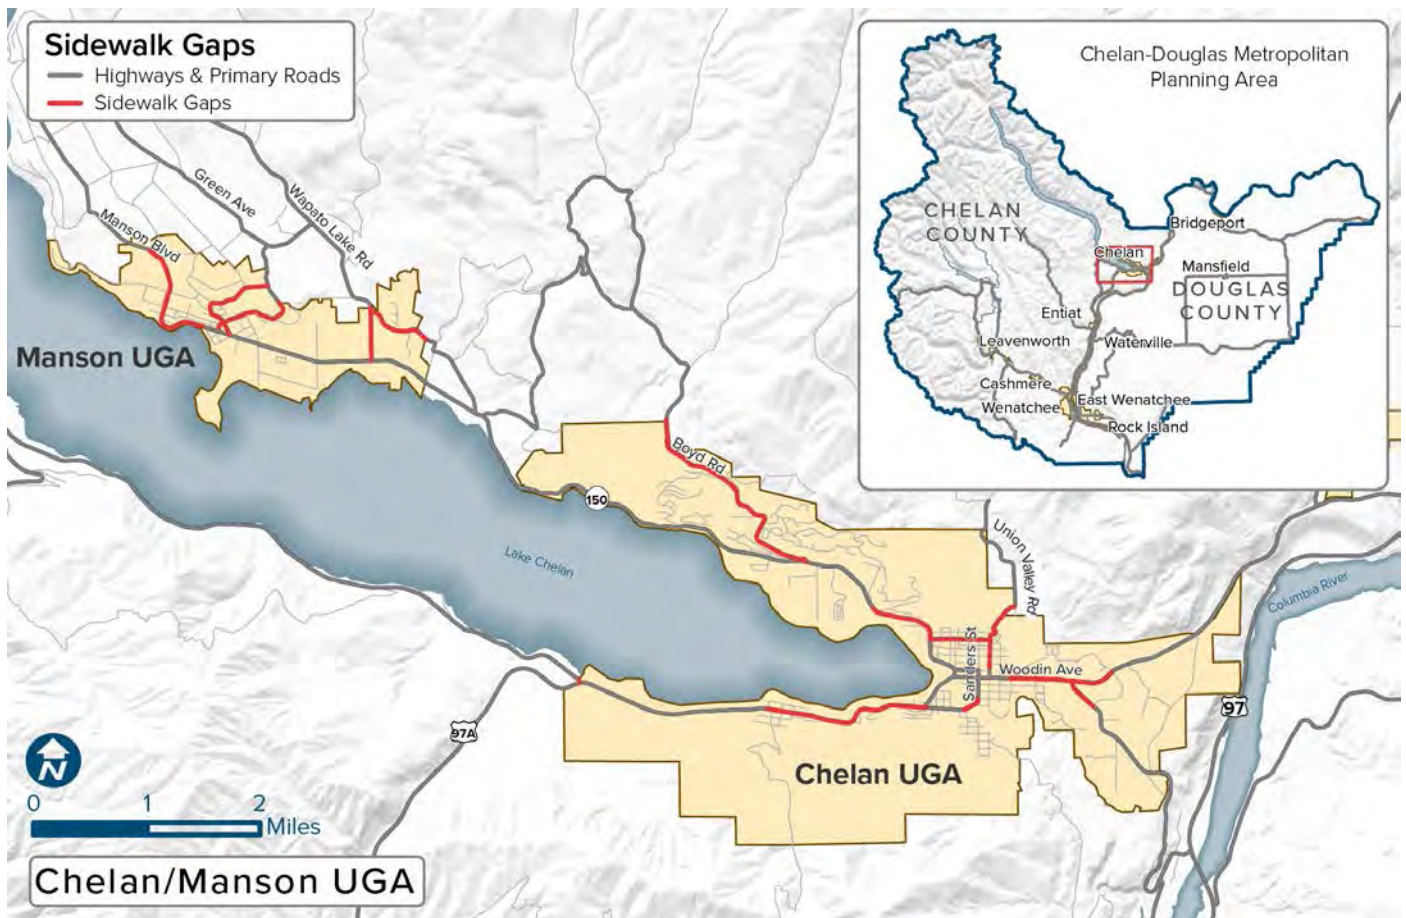 Sidewalk Gaps
Highways & Primary Roads
Sidewalk Gaps
Chelan-Douglas Metropolitan
Planning Area
CHELAN
COUNTY
Bridgeport
Chelan
Mansfield
DOUGLAS
COUNTY
Entiat
Leavenworth
Waterville
Cashmere
East Wenatchee
Wenatchee
Rock Island
Green Ave
Wapato Lake Rd
Manson Blvd
Manson UGA
Boyd Rd
150
Lake Chelan
Union Valley Rd
Columbia River
Sanders St
Woodin Ave
97
97A
Chelan UGA
N
0 1 2
Miles
Chelan/Manson UGA